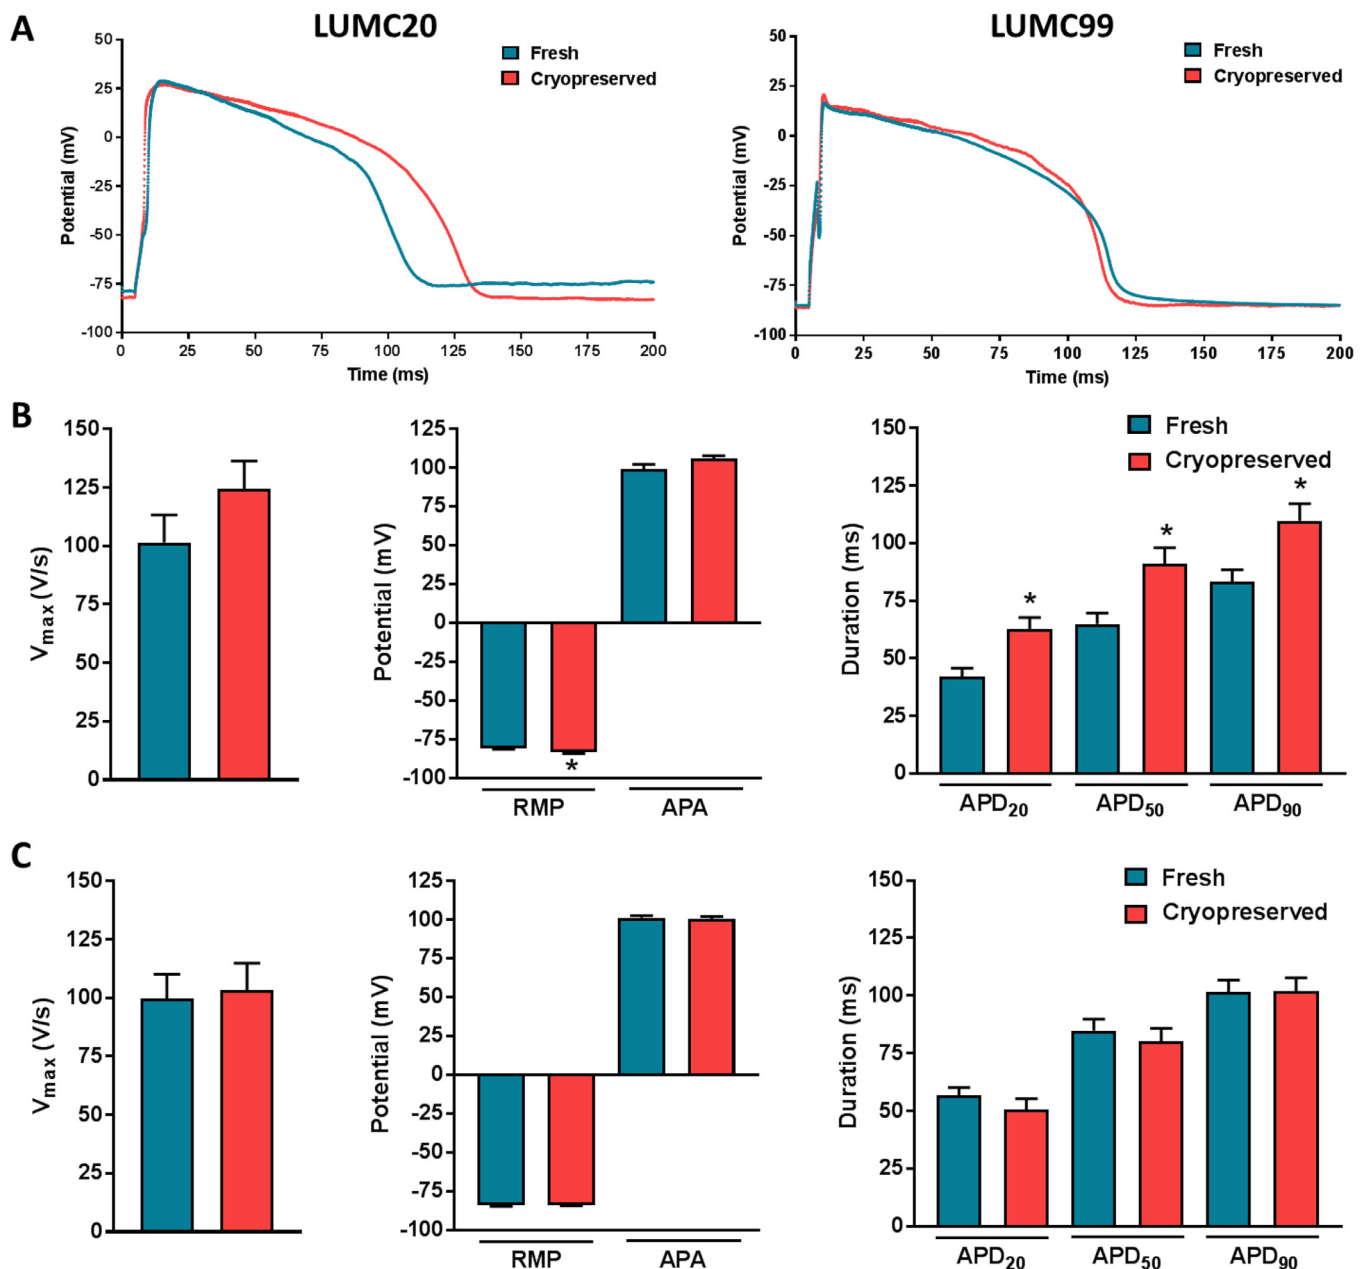 A
LUMC20
LUMC99
50
25
0
-25
-50
-75
-100
Potential (mV)
Fresh
Cryopreserved
0 25 50 75 100 125 150 175 200
Time (ms)
50
25
0
-25
-50
-75
-100
Potential (mV)
Fresh
Cryopreserved
0 25 50 75 100 125 150 175 200
Time (ms)
B
150
125
100
75
50
25
0
Vmax (V/s)
125
100
75
50
25
0
-25
-50
-75
-100
Potential (mV)
*
RMP APA
150
125
100
75
50
25
0
Duration (ms)
Fresh
Cryopreserved
* * *
APD20 APD50 APD90
C
150
125
100
75
50
25
0
Vmax (V/s)
125
100
75
50
25
0
-25
-50
-75
-100
Potential (mV)
RMP APA
150
125
100
75
50
25
0
Duration (ms)
Fresh
Cryopreserved
APD20 APD50 APD90